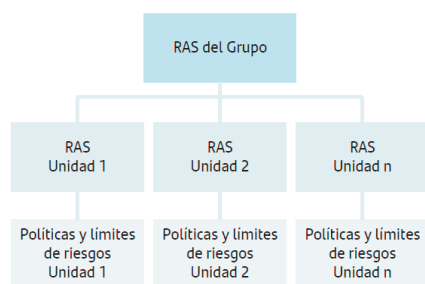 RAS del Grupo
RAS
Unidad 1
RAS
Unidad 2
RAS
Unidad n
Políticas y límites
de riesgos
Unidad 1
Políticas y límites
de riesgos
Unidad 2
Políticas y límites
de riesgos
Unidad n